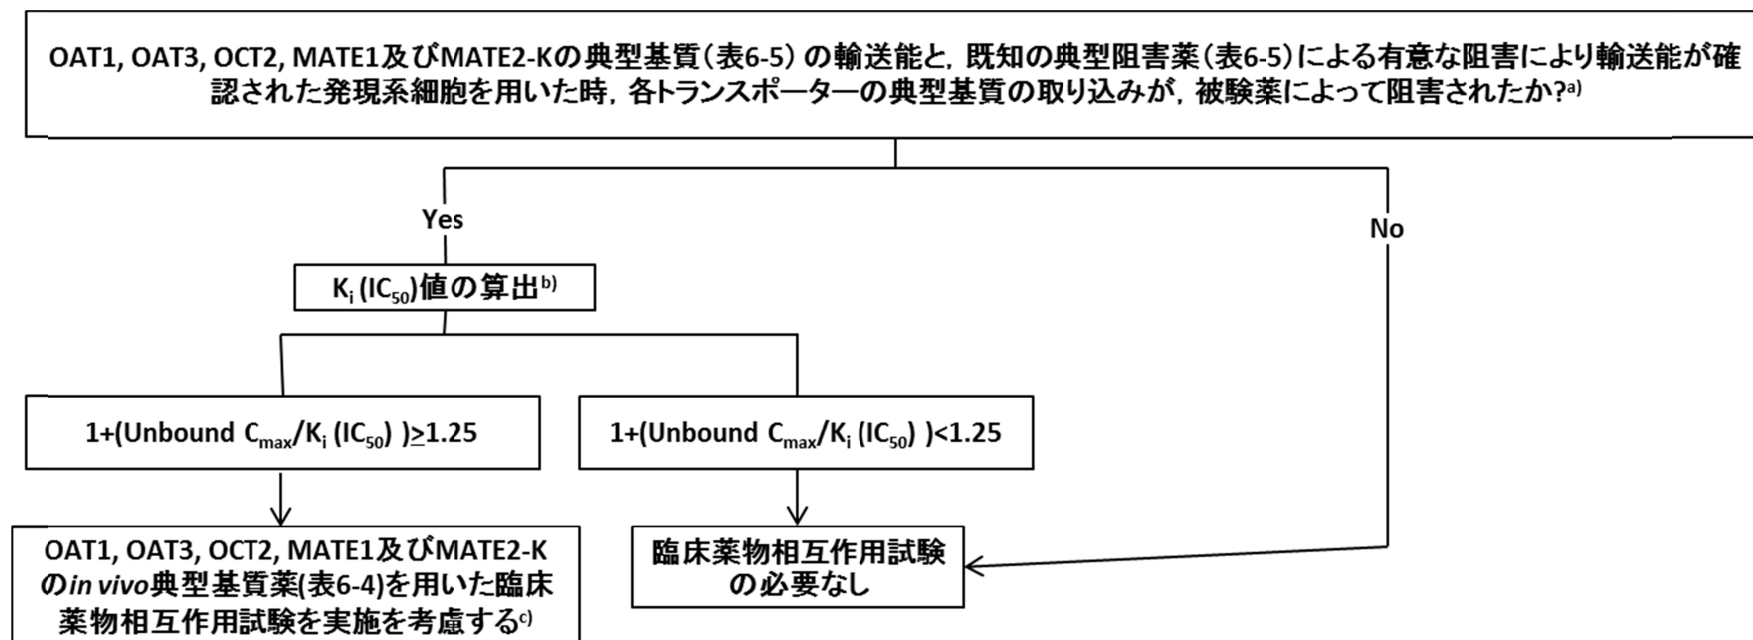 OAT1, OAT3, OCT2, MATE1及びMATE2-Kの典型基質（表6-5）の輸送能と，既知の典型阻害薬（表6-5）による有意な阻害により輸送能が確
認された発現系細胞を用いた時，各トランスポーターの典型基質の取り込みが，被験薬によって阻害されたか?a)
Yes
No
Ki (IC50)値の算出b)
1+(Unbound Cmax/Ki (IC50) )≥1.25
1+(Unbound Cmax/Ki (IC50) )<1.25
OAT1, OAT3, OCT2, MATE1及びMATE2-K
のin vivo典型基質薬(表6-4)を用いた臨床
薬物相互作用試験を実施を考慮するc)
臨床薬物相互作用試験
の必要なし